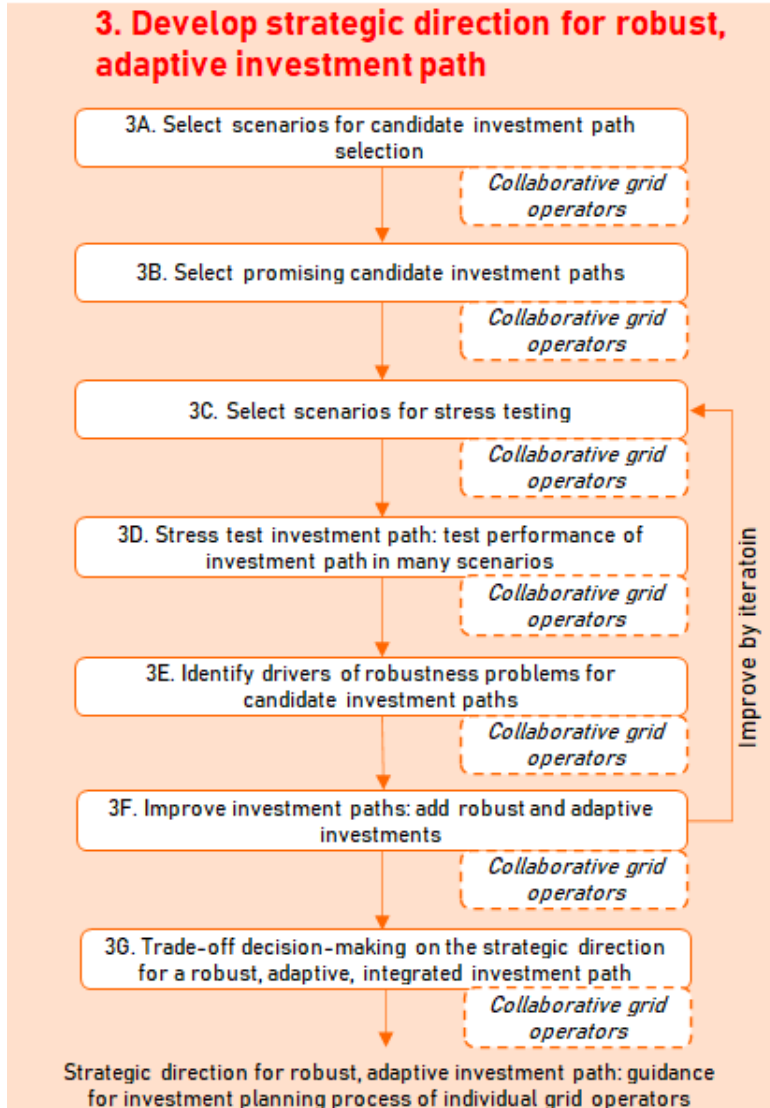 3. Develop strategic direction for robust,
adaptive investment path
3A. Select scenarios for candidate investment path
selection
Collaborative grid
operators
3B. Select promising candidate investment paths
Collaborative grid
operators
3C. Select scenarios for stress testing
Collaborative grid
operators
3D. Stress test investment path: test performance of
investment path in many scenarios
Collaborative grid
operators
3E. Identify drivers of robustness problems for
candidate investment paths
Collaborative grid
operators
3F. Improve investment paths: add robust and adaptive
investments
Collaborative grid
operators
Improve by iteratoin
3G. Trade-off decision-making on the strategic direction
for a robust, adaptive, integrated investment path
Collaborative grid
operators
Strategic direction for robust, adaptive investment path: guidance
for investment planning process of individual grid operators